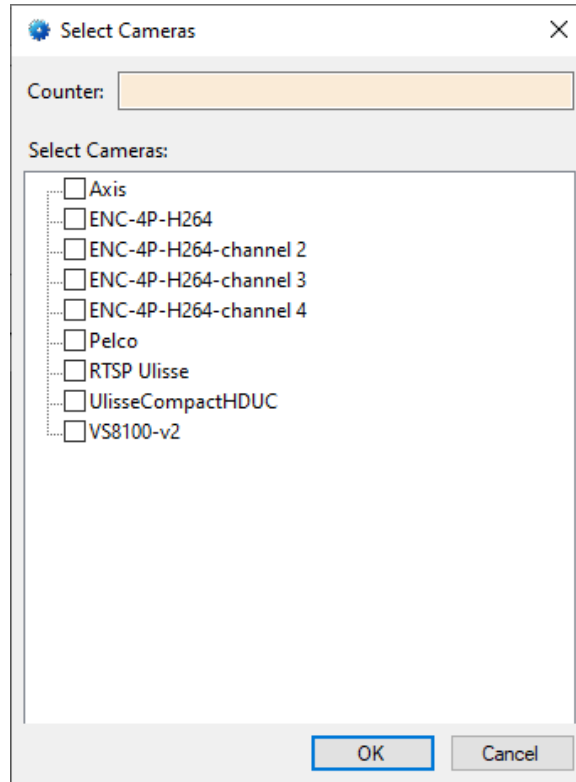 Select Cameras
Counter:
Select Cameras:
Axis
ENC-4P-H264
ENC-4P-H264-channel 2
ENC-4P-H264-channel 3
ENC-4P-H264-channel 4
Pelco
RTSP Ulisse
UlisseCompactHDUC
VS8100-v2
OK Cancel